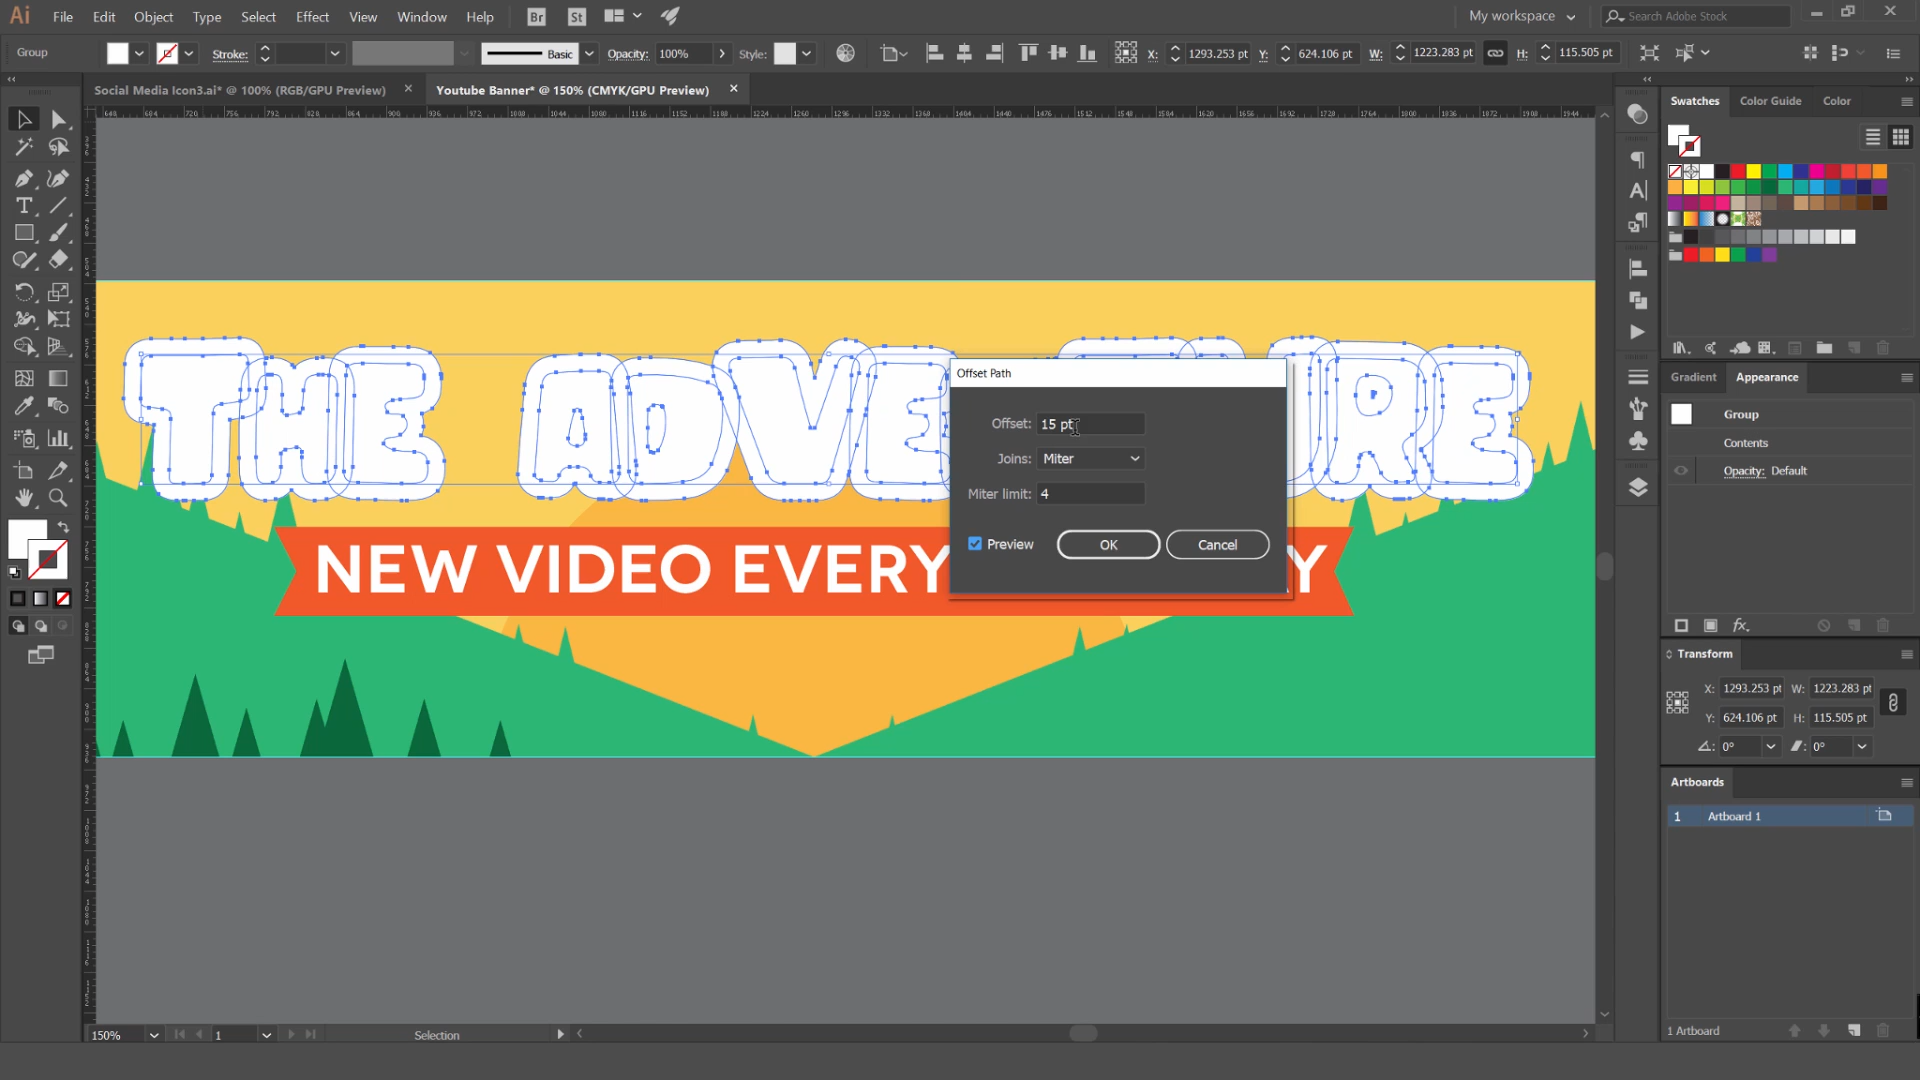 Ai File Edit Object Type Select Effect View Window Help Br St My workspace Search Adobe Stock
Group Stroke: Basic Opacity: 100% Style: X: 1293.253 pt Y: 624.106 pt W: 1223.283 pt H: 115.505 pt
Social Media Icon3.ai* @ 100% (RGB/GPU Preview) Youtube Banner* @ 150% (CMYK/GPU Preview)
Swatches Color Guide Color
THE ADVE RE
Offset Path
Offset: 15 pt
Joins: Miter
Miter limit: 4
Preview OK Cancel
NEW VIDEO EVERY Y
Gradient Appearance
Group
Contents
Opacity: Default
fx
Transform
X: 1293.253 pt W: 1223.283 pt
Y: 624.106 pt H: 115.505 pt
0° 0°
Artboards
1 Artboard 1
1 Artboard
150% 1 Selection